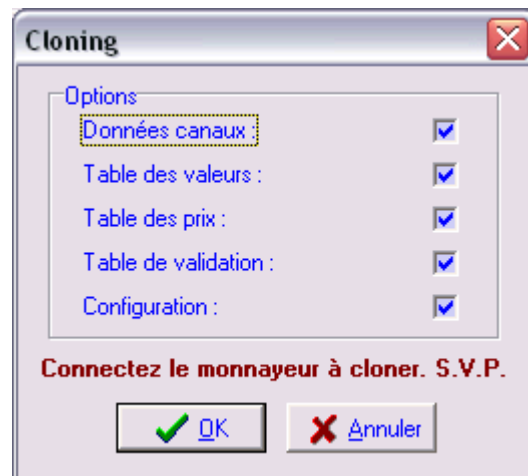 Cloning
Options
Données canaux :
Table des valeurs :
Table des prix :
Table de validation :
Configuration :
Connectez le monnayeur à cloner. S.V.P.
OK Annuler